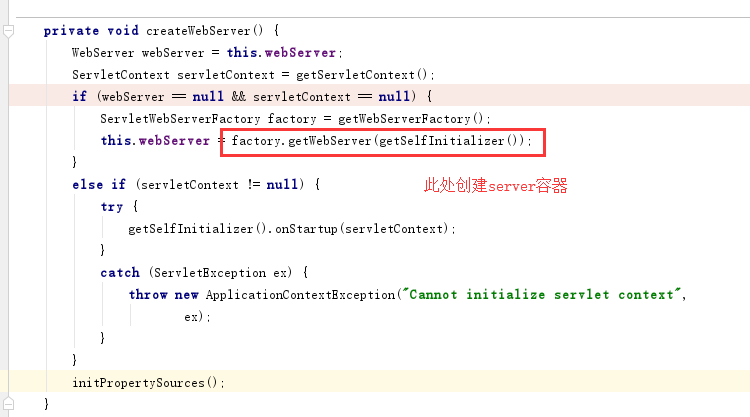 private void createWebServer() {
WebServer webServer = this.webServer;
ServletContext servletContext = getServletContext();
if (webServer == null && servletContext == null) {
ServletWebServerFactory factory = getWebServerFactory();
this.webServer = factory.getWebServer(getSelfInitializer());
}
else if (servletContext != null) {
此处创建server容器
try {
getSelfInitializer().onStartup(servletContext);
}
catch (ServletException ex) {
throw new ApplicationContextException("Cannot initialize servlet context",
ex);
}
}
initPropertySources();
}